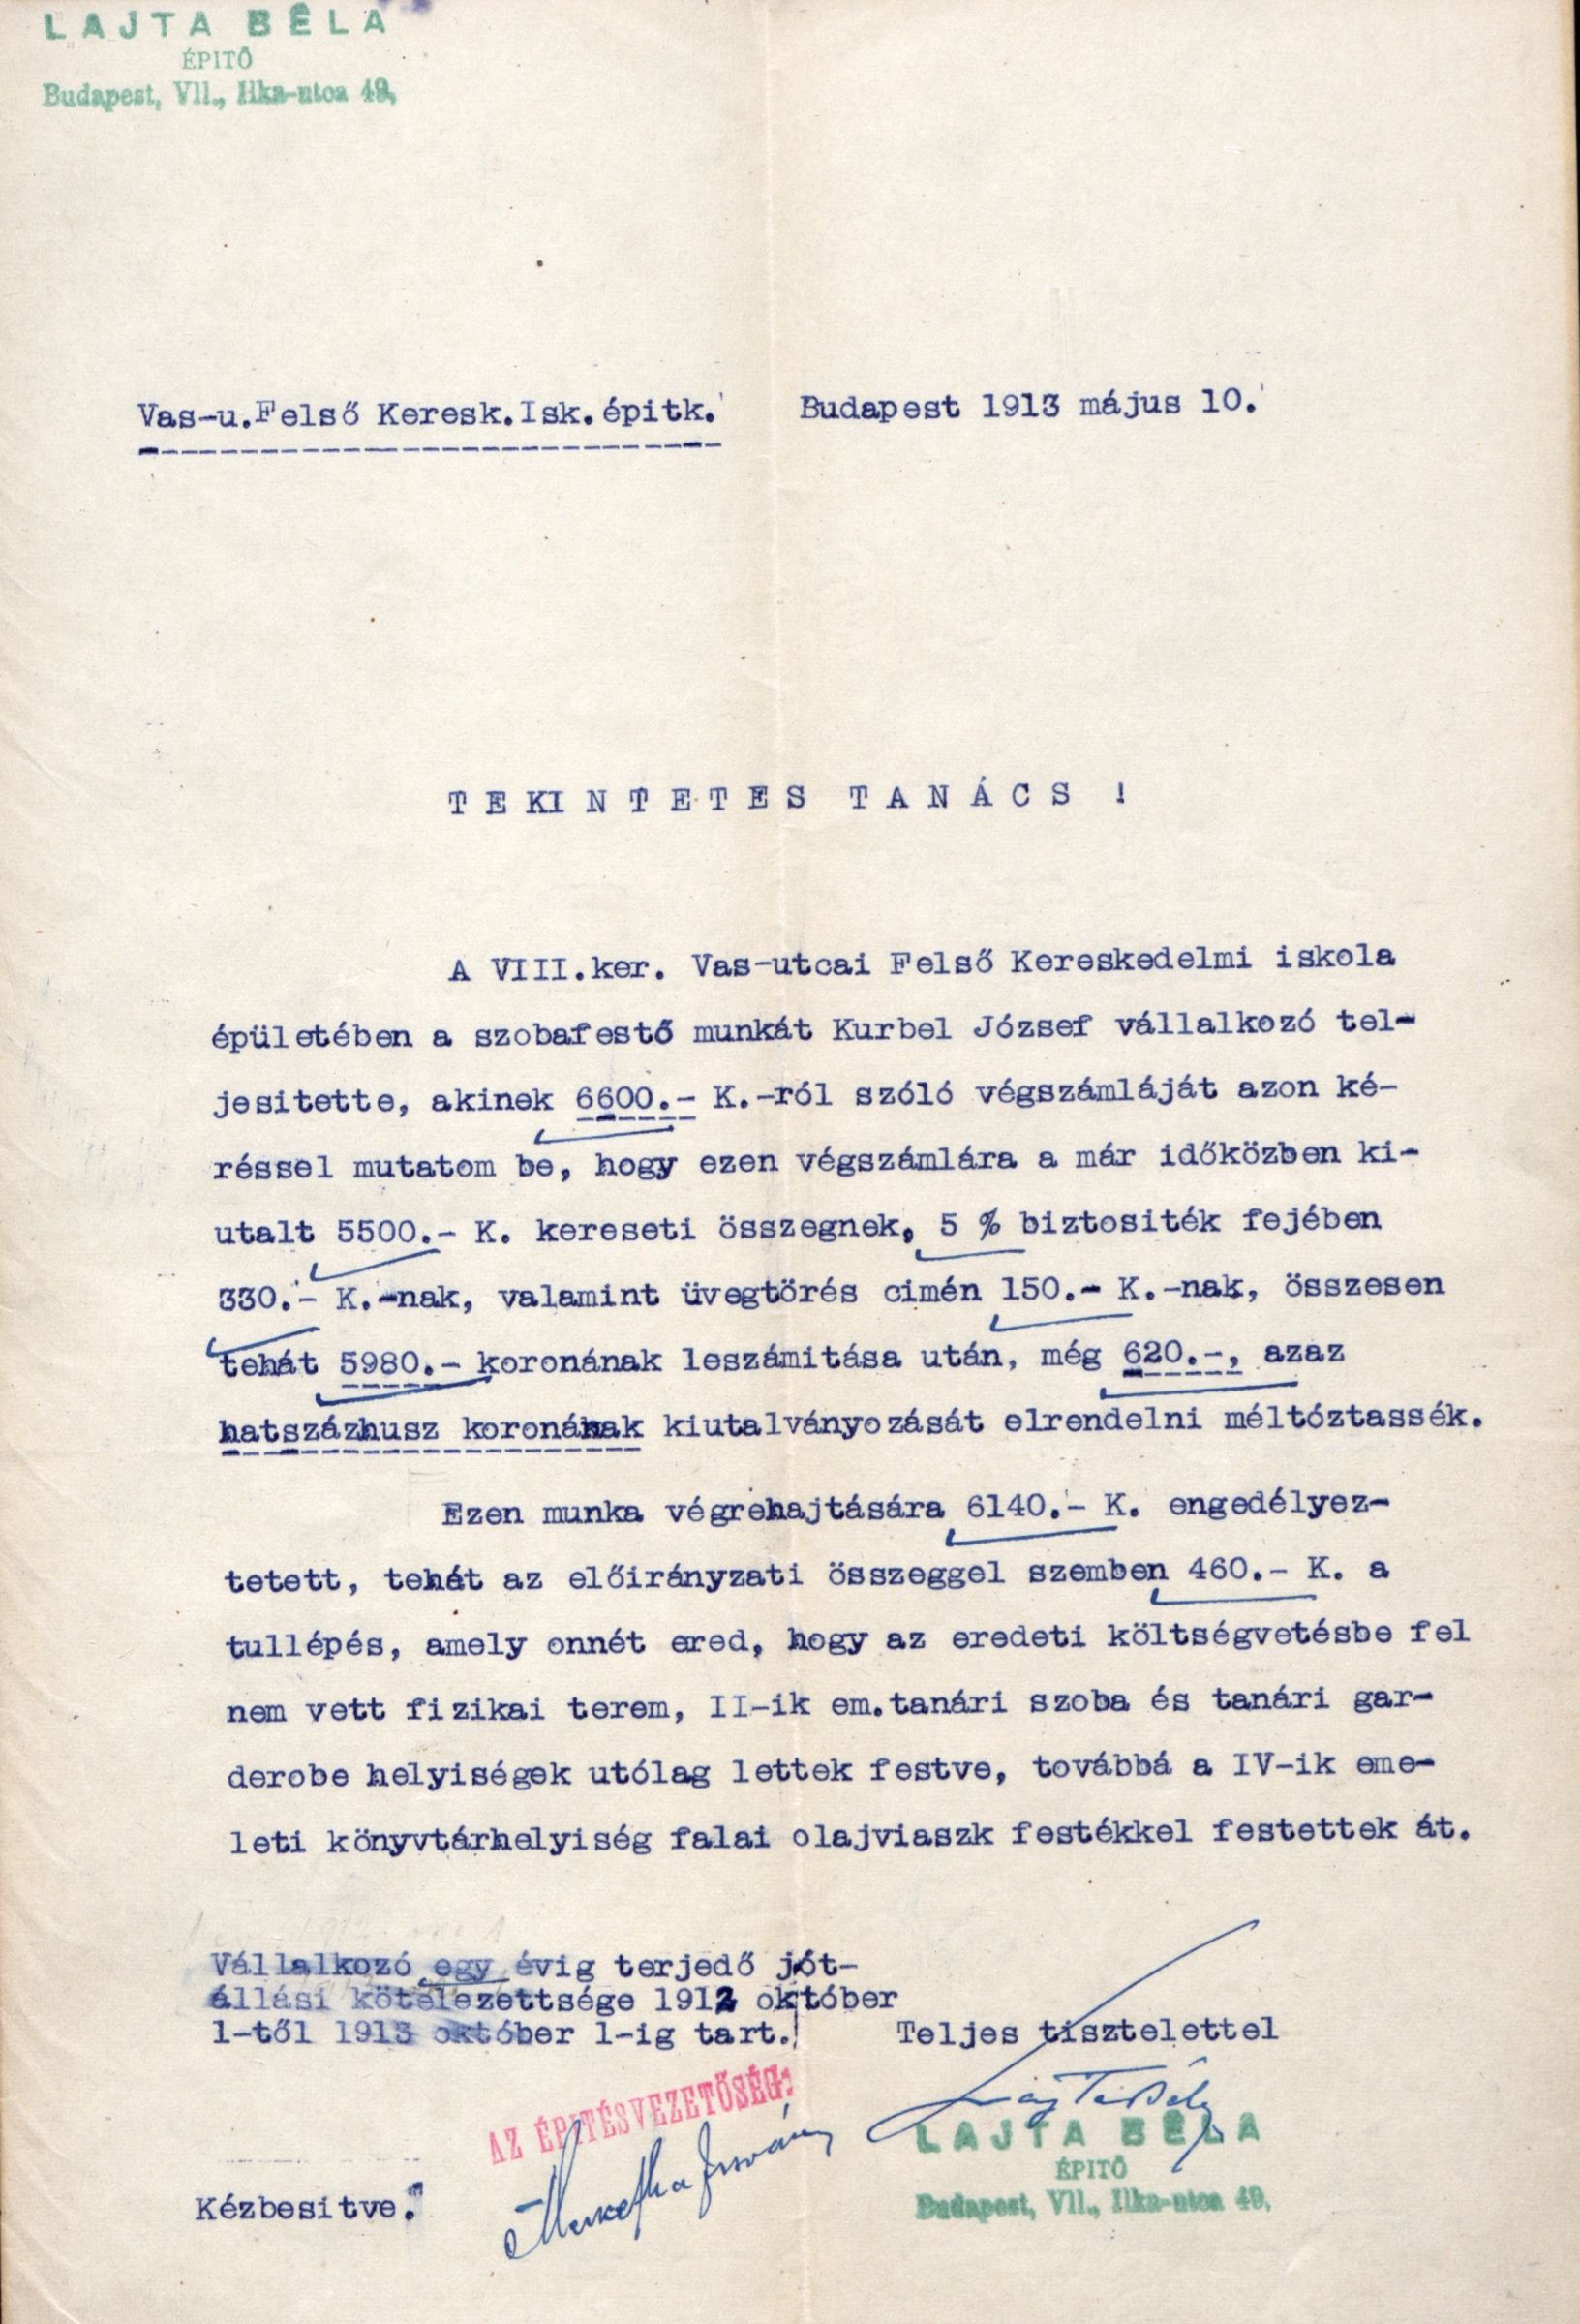 LAJTA BÉLA
ÉPITŐ
Budapest, VII., Ilka-utca 49.
Vas-u.Felső Keresk.Isk.épitk.
Budapest 1913 május 10.
TEKINTETES TANÁCS !
A VIII.ker. Vas-utcai Felső Kereskedelmi iskola
épületében a szobafestő munkát Kurbel József vállalkozó tel-
jesitette, akinek 6600.- K.-ról szóló végszámláját azon ké-
réssel mutatom be, hogy ezen végszámlára a már időközben ki-
utalt 5500.- K. kereseti összegnek, 5 % biztositék fejében
330.- K.-nak, valamint üvegtörés cimén 150.- K.-nak, összesen
tehát 5980.- koronának leszámitása után, még 620.-, azaz
hatszázhusz koronának kiutalványozását elrendelni méltóztassék.
Ezen munka végrehajtására 6140.- K. engedélyez-
tetett, tehát az előirányzati összeggel szemben 460.- K. a
tullépés, amely onnét ered, hogy az eredeti költségvetésbe fel
nem vett fizikai terem, II-ik em.tanári szoba és tanári gar-
derobe helyiségek utólag lettek festve, továbbá a IV-ik eme-
leti könyvtárhelyiség falai olajviaszk festékkel festettek át.
Vállalkozó egy évig terjedő jót-
állási kötelezettsége 1912 október
1-től 1913 október 1-ig tart.
Teljes tisztelettel
Lajta Béla
AZ ÉPITÉSVEZETŐSÉG:
István
LAJTA BÉLA
ÉPITŐ
Budapest, VII., Ilka-utca 49.
Kézbesitve.